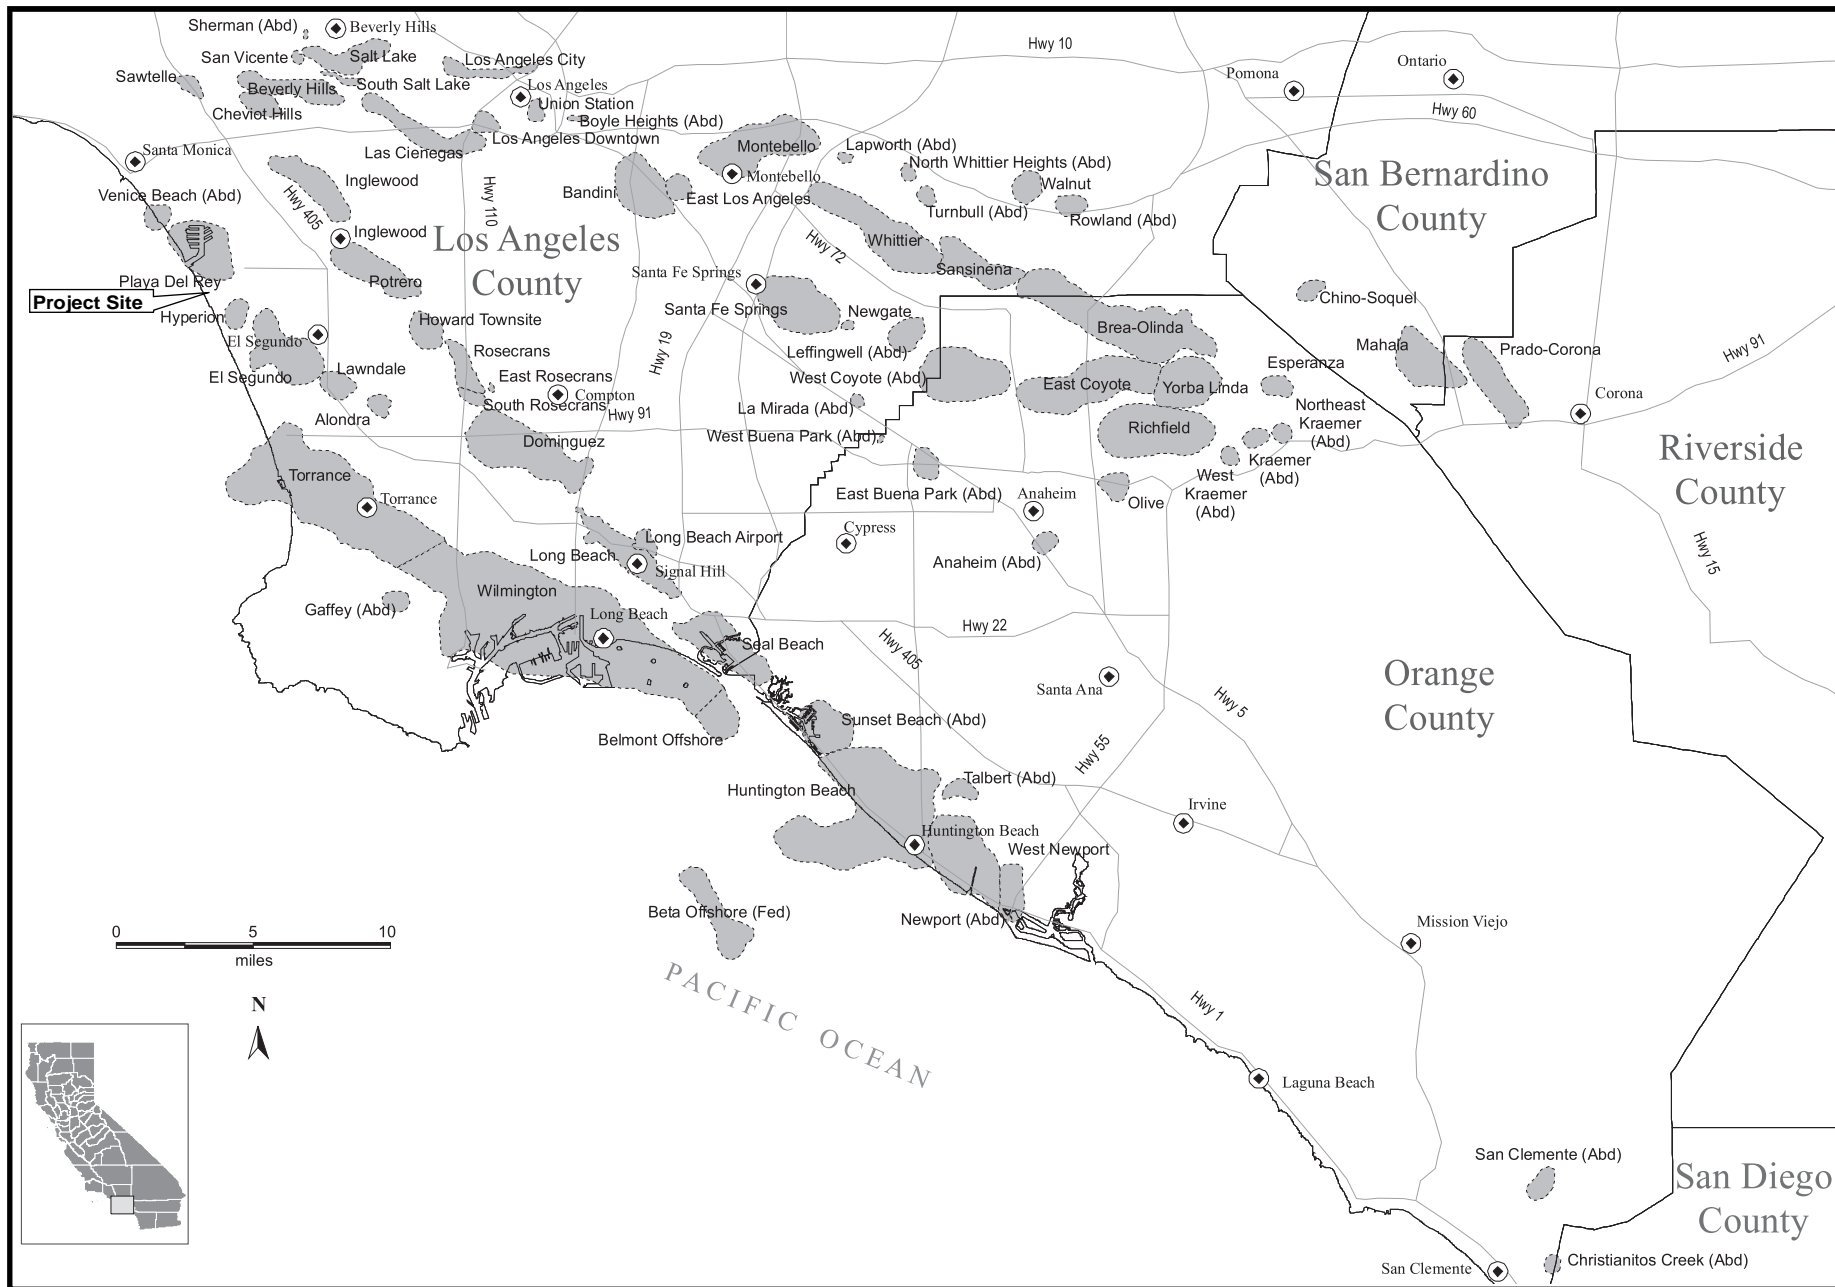 Sherman (Abd)
Beverly Hills
San Vicente
Salt Lake
Los Angeles City
Hwy 10
Sawtelle
Beverly Hills
South Salt Lake
Los Angeles
Pomona
Ontario
Cheviot Hills
Union Station
Boyle Heights (Abd)
Hwy 60
Santa Monica
Las Cienegas
Los Angeles Downtown
Montebello
Lapworth (Abd)
North Whittier Heights (Abd)
Inglewood
Montebello
Walnut
San Bernardino
County
Venice Beach (Abd)
Hwy 405
Hwy 110
Bandini
East Los Angeles
Turnbull (Abd)
Rowland (Abd)
Inglewood
Los Angeles
County
Hwy 72
Whittier
Playa Del Rey
Potrero
Santa Fe Springs
Sansinena
Project Site
Hyperion
Howard Townsite
Santa Fe Springs
Newgate
Chino-Soquel
El Segundo
Rosecrans
Hwy 19
Leffingwell (Abd)
Brea-Olinda
Mahala
Prado-Corona
Hwy 91
El Segundo
Lawndale
East Rosecrans
West Coyote (Abd)
East Coyote
Yorba Linda
Esperanza
Compton
Corona
Alondra
South Rosecrans
Hwy 91
La Mirada (Abd)
Northeast
Kraemer
(Abd)
Dominguez
West Buena Park (Abd)
Richfield
Riverside
County
Torrance
Torrance
East Buena Park (Abd)
Anaheim
Olive
West
Kraemer
(Abd)
Kraemer
(Abd)
Cypress
Long Beach Airport
Long Beach
Signal Hill
Anaheim (Abd)
Hwy 15
Wilmington
Gaffey (Abd)
Long Beach
Hwy 22
Seal Beach
Hwy 405
Santa Ana
Hwy 5
Orange
County
Belmont Offshore
Sunset Beach (Abd)
Hwy 55
Talbert (Abd)
Huntington Beach
Irvine
Huntington Beach
West Newport
Beta Offshore (Fed)
Newport (Abd)
Mission Viejo
0 5 10
miles
PACIFIC OCEAN
N
Hwy 1
Laguna Beach
San Clemente (Abd)
San Diego
County
San Clemente
Christianitos Creek (Abd)